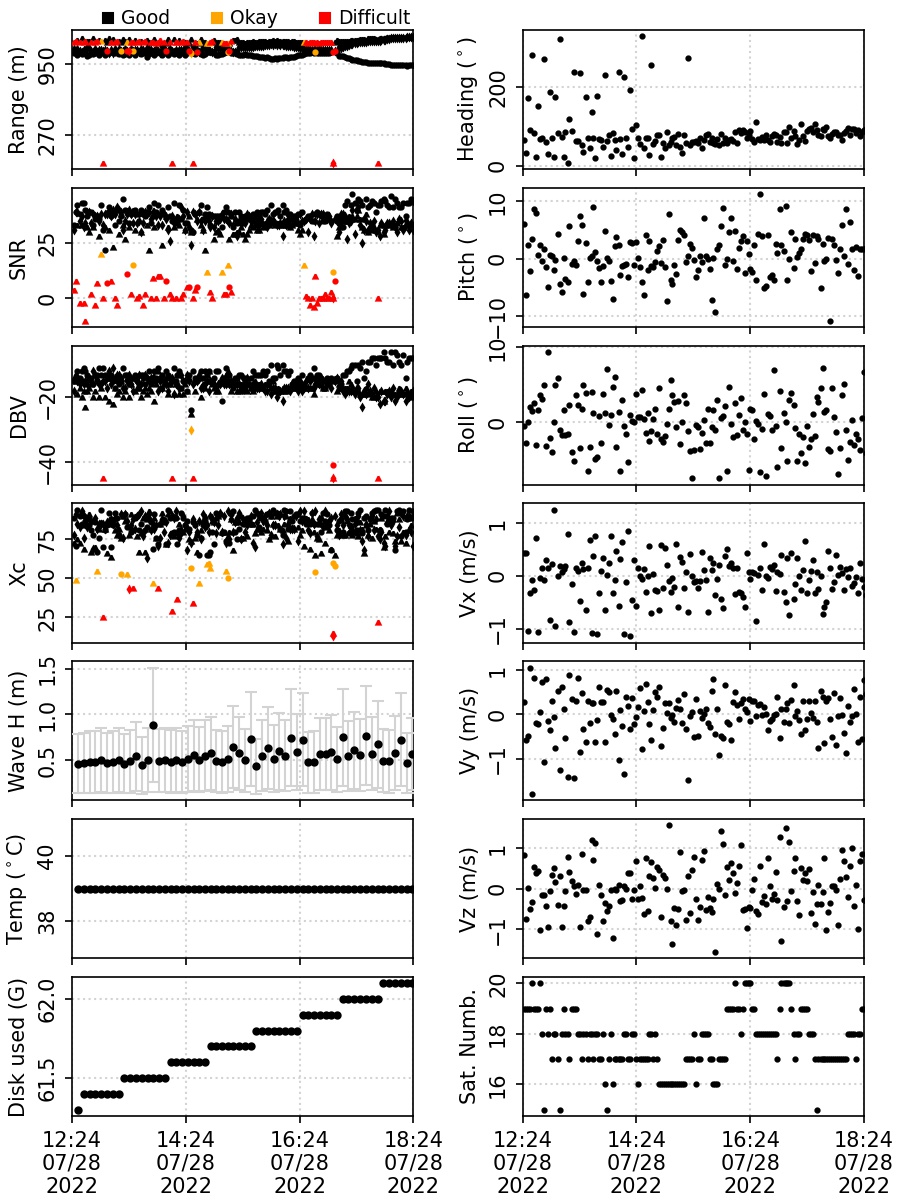 Good Okay Difficult
Range (m)
950
270
Heading (°)
200
0
SNR
25
0
Pitch (°)
10
0
−10
DBV
−20
−40
Roll (°)
10
0
Xc
75
50
25
Vx (m/s)
1
0
−1
Wave H (m)
1.5
1.0
0.5
Vy (m/s)
1
0
−1
Temp (°C)
40
38
Vz (m/s)
1
0
−1
Disk used (G)
62.0
61.5
Sat. Numb.
20
18
16
12:24 14:24 16:24 18:24
07/28 07/28 07/28 07/28
2022 2022 2022 2022
12:24 14:24 16:24 18:24
07/28 07/28 07/28 07/28
2022 2022 2022 2022